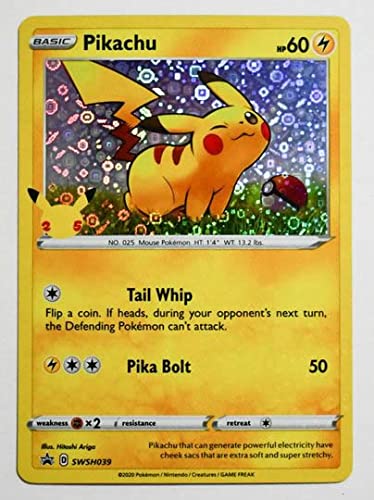 BASIC Pikachu HP60
25
NO. 025 Mouse Pokémon HT: 1'4" WT: 13.2 lbs.
Tail Whip
Flip a coin. If heads, during your opponent's next turn,
the Defending Pokémon can't attack.
Pika Bolt 50
weakness ×2 resistance retreat
Illus. Hitoshi Ariga
Pikachu that can generate powerful electricity have
cheek sacs that are extra soft and super stretchy.
D SWSH039
©2020 Pokémon / Nintendo / Creatures / GAME FREAK